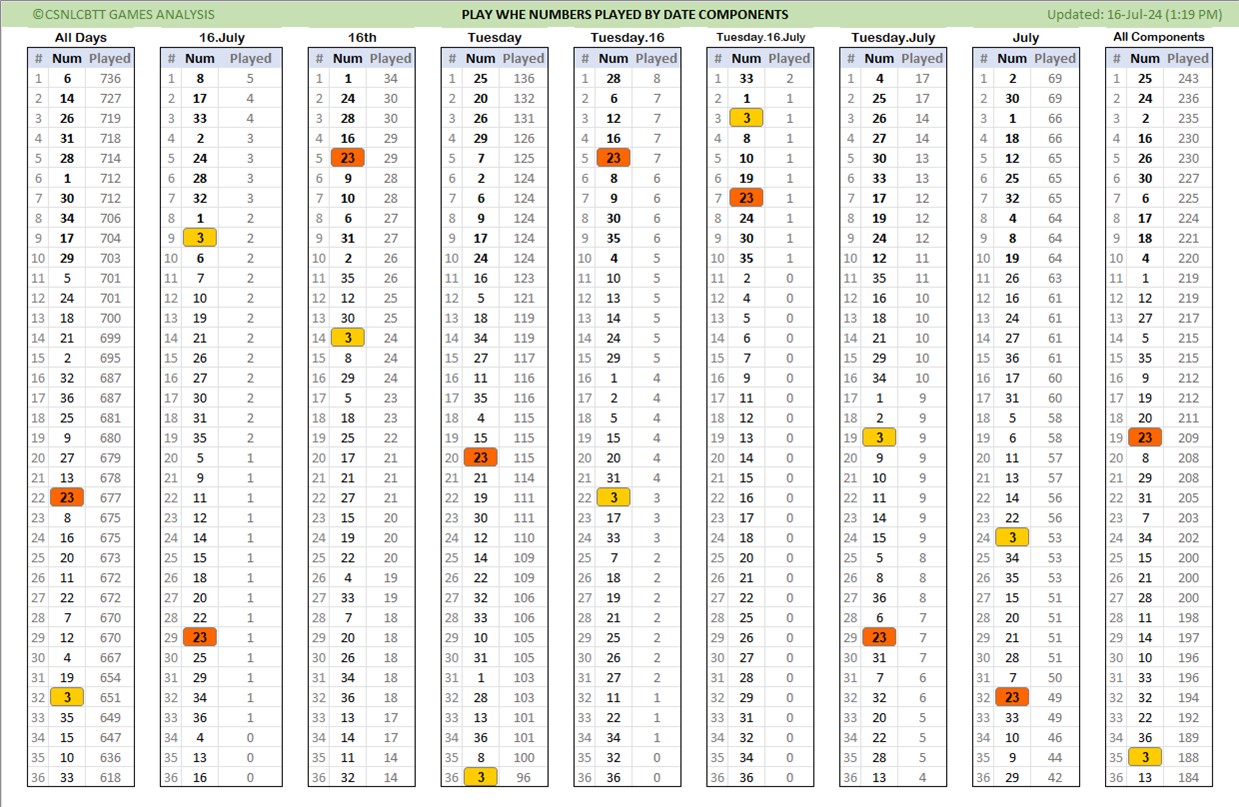 ©CSNLCBTT GAMES ANALYSIS PLAY WHE NUMBERS PLAYED BY DATE COMPONENTS Updated: 16-Jul-24 (1:19 PM)
All Days 16.July 16th Tuesday Tuesday.16 Tuesday.16.July Tuesday.July July All Components
# Num Played # Num Played # Num Played # Num Played # Num Played # Num Played # Num Played # Num Played # Num Played
1 6 736 1 8 5 1 1 34 1 25 136 1 28 8 1 33 2 1 4 17 1 2 69 1 25 243
2 14 727 2 17 4 2 24 30 2 20 132 2 6 7 2 1 1 2 25 17 2 30 69 2 24 236
3 26 719 3 33 4 3 28 30 3 26 131 3 12 7 3 3 1 3 26 14 3 1 66 3 2 235
4 31 718 4 2 3 4 16 29 4 29 126 4 16 7 4 8 1 4 27 14 4 18 66 4 16 230
5 28 714 5 24 3 5 23 29 5 7 125 5 23 7 5 10 1 5 30 13 5 12 65 5 26 230
6 1 712 6 28 3 6 9 28 6 2 124 6 8 6 6 19 1 6 33 13 6 25 65 6 30 227
7 30 712 7 32 3 7 10 28 7 6 124 7 9 6 7 23 1 7 17 12 7 32 65 7 6 225
8 34 706 8 1 2 8 6 27 8 9 124 8 30 6 8 24 1 8 19 12 8 4 64 8 17 224
9 17 704 9 3 2 9 31 27 9 17 124 9 35 6 9 30 1 9 24 12 9 8 64 9 18 221
10 29 703 10 6 2 10 2 26 10 24 124 10 4 5 10 35 1 10 12 11 10 19 64 10 4 220
11 5 701 11 7 2 11 35 26 11 16 123 11 10 5 11 2 0 11 35 11 11 26 63 11 1 219
12 24 701 12 10 2 12 12 25 12 5 121 12 13 5 12 4 0 12 16 10 12 16 61 12 12 219
13 18 700 13 19 2 13 30 25 13 18 119 13 14 5 13 5 0 13 18 10 13 24 61 13 27 217
14 21 699 14 21 2 14 3 24 14 34 119 14 24 5 14 6 0 14 21 10 14 27 61 14 5 215
15 2 695 15 26 2 15 8 24 15 27 117 15 29 5 15 7 0 15 29 10 15 36 61 15 35 215
16 32 687 16 27 2 16 29 24 16 11 116 16 1 4 16 9 0 16 34 10 16 17 60 16 9 212
17 36 687 17 30 2 17 5 23 17 35 116 17 2 4 17 11 0 17 1 9 17 31 60 17 19 212
18 25 681 18 31 2 18 18 23 18 4 115 18 5 4 18 12 0 18 2 9 18 5 58 18 20 211
19 9 680 19 35 2 19 25 22 19 15 115 19 15 4 19 13 0 19 3 9 19 6 58 19 23 209
20 27 679 20 5 1 20 17 21 20 23 115 20 20 4 20 14 0 20 9 9 20 11 57 20 8 208
21 13 678 21 9 1 21 21 21 21 21 114 21 31 4 21 15 0 21 10 9 21 13 57 21 29 208
22 23 677 22 11 1 22 27 21 22 19 111 22 3 3 22 16 0 22 11 9 22 14 56 22 31 205
23 8 675 23 12 1 23 15 20 23 30 111 23 17 3 23 17 0 23 14 9 23 22 56 23 7 203
24 16 675 24 14 1 24 19 20 24 12 110 24 33 3 24 18 0 24 15 9 24 3 53 24 34 202
25 20 673 25 15 1 25 22 20 25 14 109 25 7 2 25 20 0 25 5 8 25 34 53 25 15 200
26 11 672 26 18 1 26 4 19 26 22 109 26 18 2 26 21 0 26 8 8 26 35 53 26 21 200
27 22 672 27 20 1 27 33 19 27 32 106 27 19 2 27 22 0 27 36 8 27 15 51 27 28 200
28 7 670 28 22 1 28 7 18 28 33 106 28 21 2 28 25 0 28 6 7 28 20 51 28 11 198
29 12 670 29 23 1 29 20 18 29 10 105 29 25 2 29 26 0 29 23 7 29 21 51 29 14 197
30 4 667 30 25 1 30 26 18 30 31 105 30 26 2 30 27 0 30 31 7 30 28 51 30 10 196
31 19 654 31 29 1 31 34 18 31 1 103 31 27 2 31 28 0 31 7 6 31 7 50 31 33 196
32 3 651 32 34 1 32 36 18 32 28 103 32 11 1 32 29 0 32 32 6 32 23 49 32 32 194
33 35 649 33 36 1 33 13 17 33 13 101 33 22 1 33 31 0 33 20 5 33 33 49 33 22 192
34 15 647 34 4 0 34 14 17 34 36 101 34 34 1 34 32 0 34 22 5 34 10 46 34 36 189
35 10 636 35 13 0 35 11 14 35 8 100 35 32 0 35 34 0 35 28 5 35 9 44 35 3 188
36 33 618 36 16 0 36 32 14 36 3 96 36 36 0 36 36 0 36 13 4 36 29 42 36 13 184